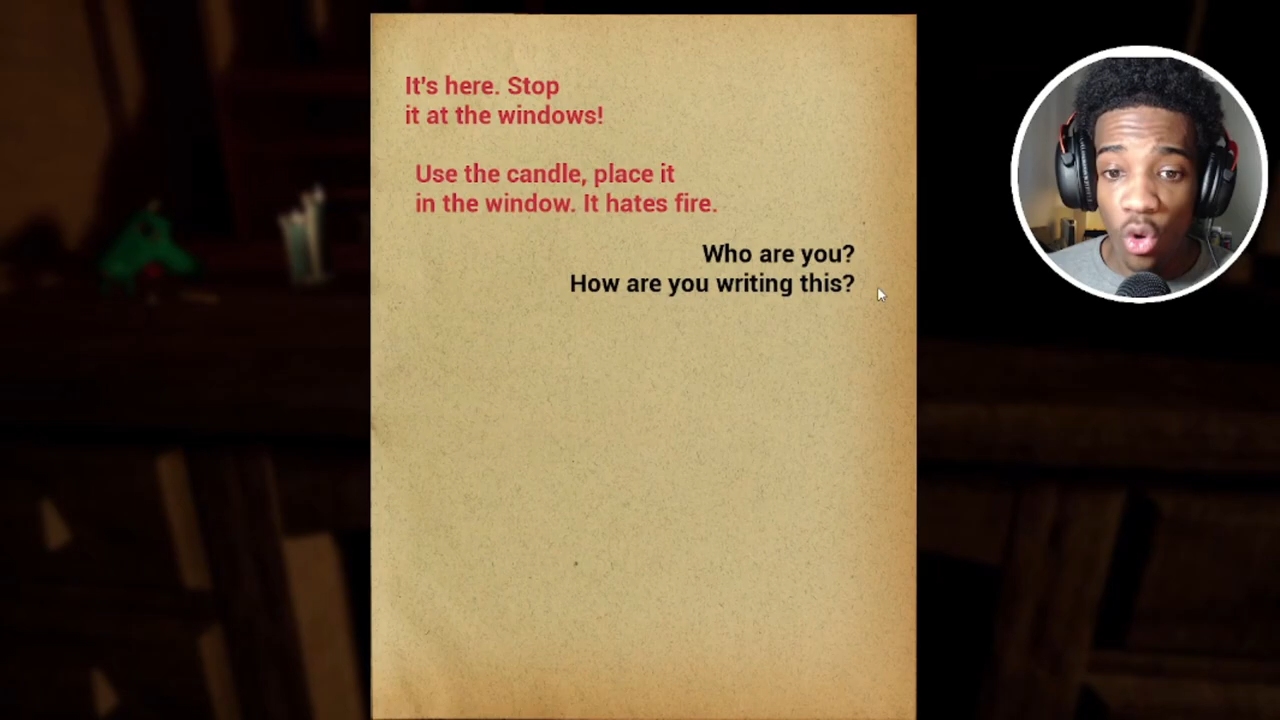 It's here. Stop
it at the windows!
Use the candle, place it
in the window. It hates fire.
Who are you?
How are you writing this?